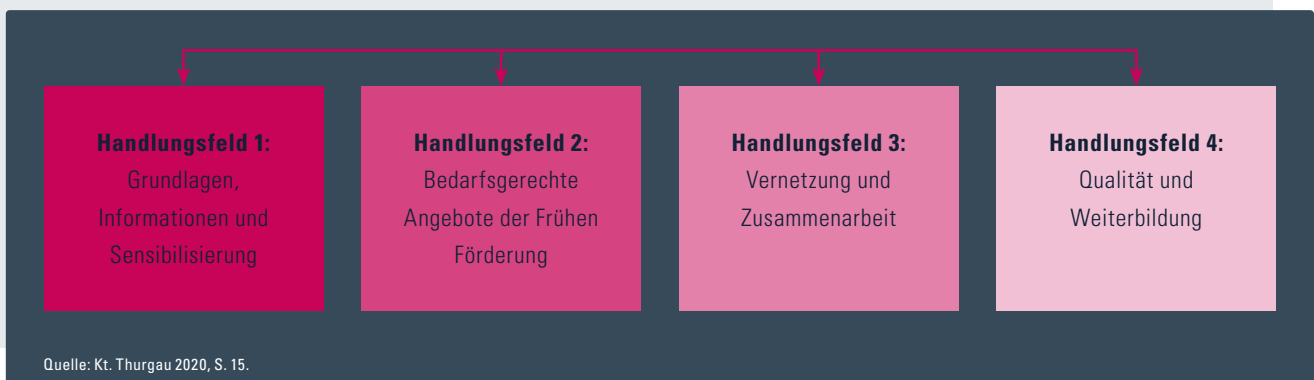 Handlungsfeld 1:
Grundlagen,
Informationen und
Sensibilisierung
Handlungsfeld 2:
Bedarfsgerechte
Angebote der Frühen
Förderung
Handlungsfeld 3:
Vernetzung und
Zusammenarbeit
Handlungsfeld 4:
Qualität und
Weiterbildung
Quelle: Kt. Thurgau 2020, S. 15.